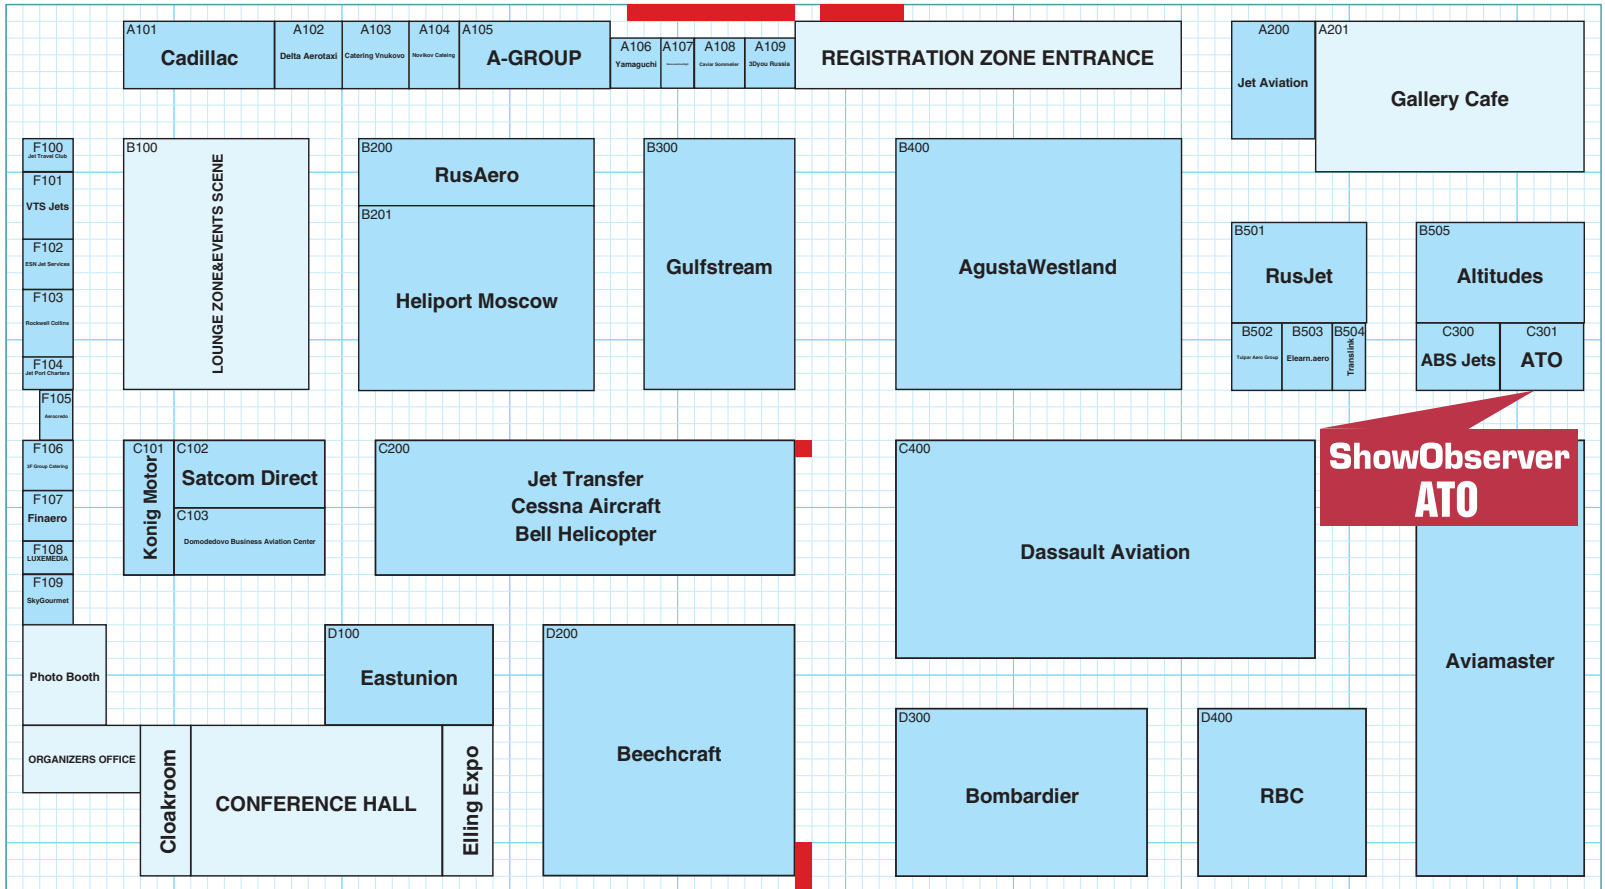 A101
Cadillac
A102
Delta Aerotaxi
A103
Catering Vnukovo
A104
Novikov Cateing
A105
A-GROUP
A106
Yamaguchi
A107
A108
Caviar Sommelier
A109
3Dyou Russia
REGISTRATION ZONE ENTRANCE
A200
Jet Aviation
A201
Gallery Cafe
F100
Jet Travel Club
F101
VTS Jets
F102
ESN Jet Services
F103
Rockwell Collins
F104
Jet Port Charters
F105
Aerocredo
F106
3F Group Catering
F107
Finaero
F108
LUXEMEDIA
F109
SkyGourmet
B100
LOUNGE ZONE&EVENTS SCENE
B200
RusAero
B201
Heliport Moscow
B300
Gulfstream
B400
AgustaWestland
B501
RusJet
B502
Tulpar Aero Group
B503
Elearn.aero
B504
Translink
B505
Altitudes
C300
ABS Jets
C301
ATO
ShowObserver
ATO
C101
Konig Motor
C102
Satcom Direct
C103
Domodedovo Business Aviation Center
C200
Jet Transfer
Cessna Aircraft
Bell Helicopter
C400
Dassault Aviation
Aviamaster
Photo Booth
ORGANIZERS OFFICE
Cloakroom
CONFERENCE HALL
Elling Expo
D100
Eastunion
D200
Beechcraft
D300
Bombardier
D400
RBC